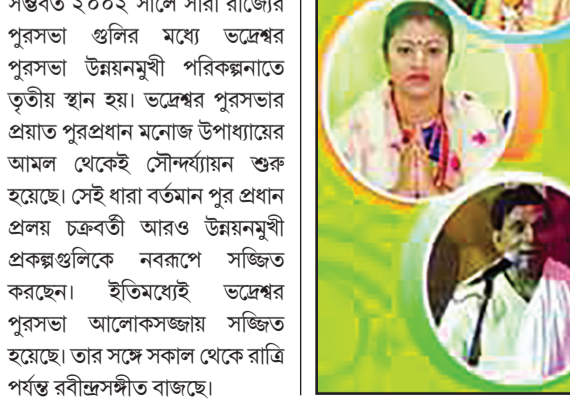 সম্ভবত ২০০২ সালে সারা রাজ্যের
পুরসভা গুলির মধ্যে ভদ্রেশ্বর
পুরসভা উন্নয়নমুখী পরিকল্পনাতে
তৃতীয় স্থান হয়। ভদ্রেশ্বর পুরসভার
প্রয়াত পুরপ্রধান মনোজ উপাধ্যায়ের
আমল থেকেই সৌন্দর্য্যায়ন শুরু
হয়েছে। সেই ধারা বর্তমান পুর প্রধান
প্রলয় চক্রবর্তী আরও উন্নয়নমুখী
প্রকল্পগুলিকে নবরূপে সজ্জিত
করছেন। ইতিমধ্যেই ভদ্রেশ্বর
পুরসভা আলোকসজ্জায় সজ্জিত
হয়েছে। তার সঙ্গে সকাল থেকে রাত্রি
পর্যন্ত রবীন্দ্রসঙ্গীত বাজছে।